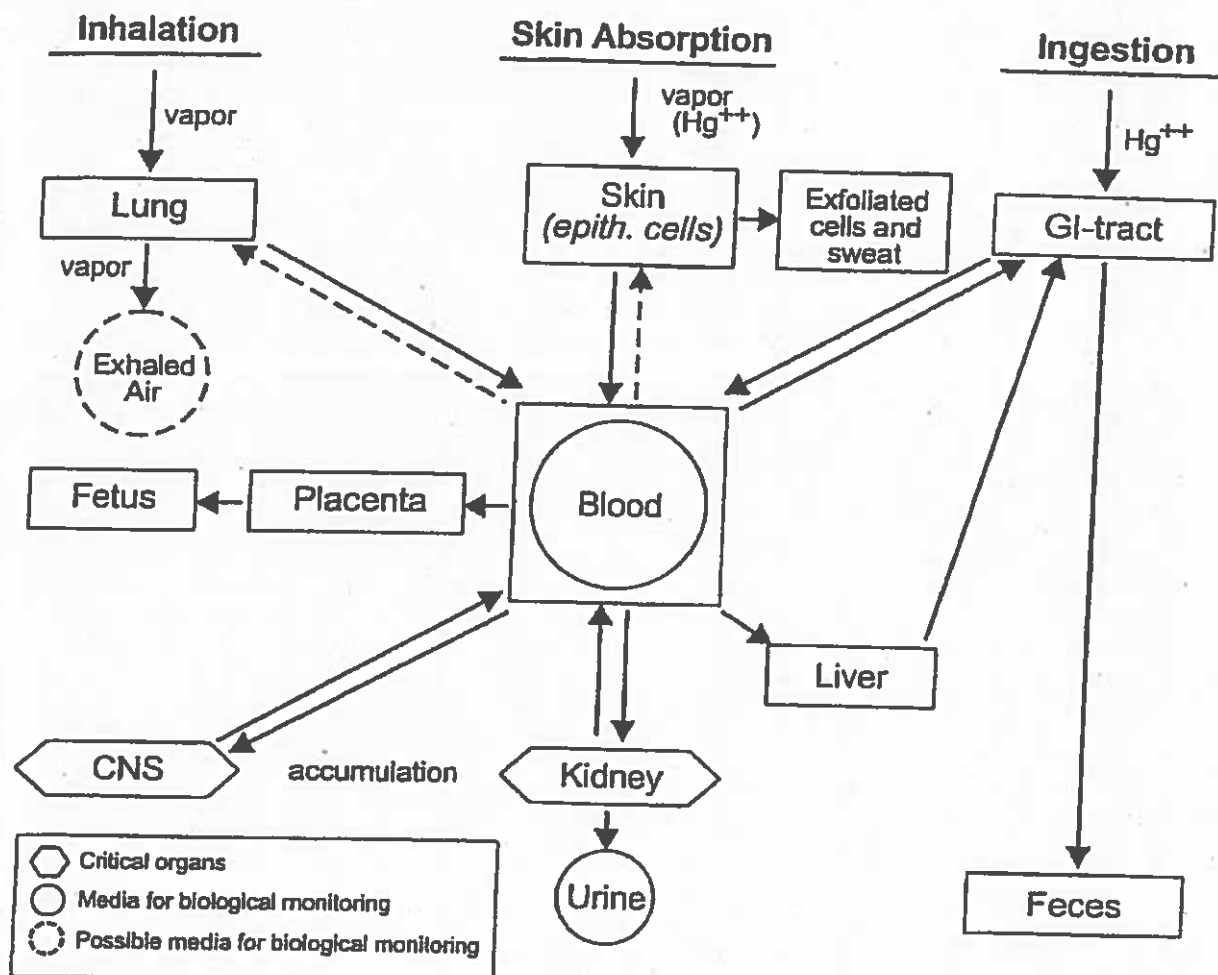 Inhalation
Skin Absorption
Ingestion
vapor
vapor
(Hg++)
Hg++
Lung
Skin
(epith. cells)
Exfoliated
cells and
sweat
GI-tract
vapor
Exhaled
Air
Fetus
Placenta
Blood
Liver
CNS
accumulation
Kidney
Urine
Feces
Critical organs
Media for biological monitoring
Possible media for biological monitoring